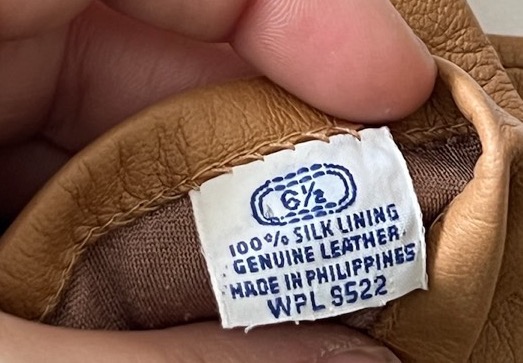 6½
100% SILK LINING
GENUINE LEATHER
MADE IN PHILIPPINES
WPL 9522